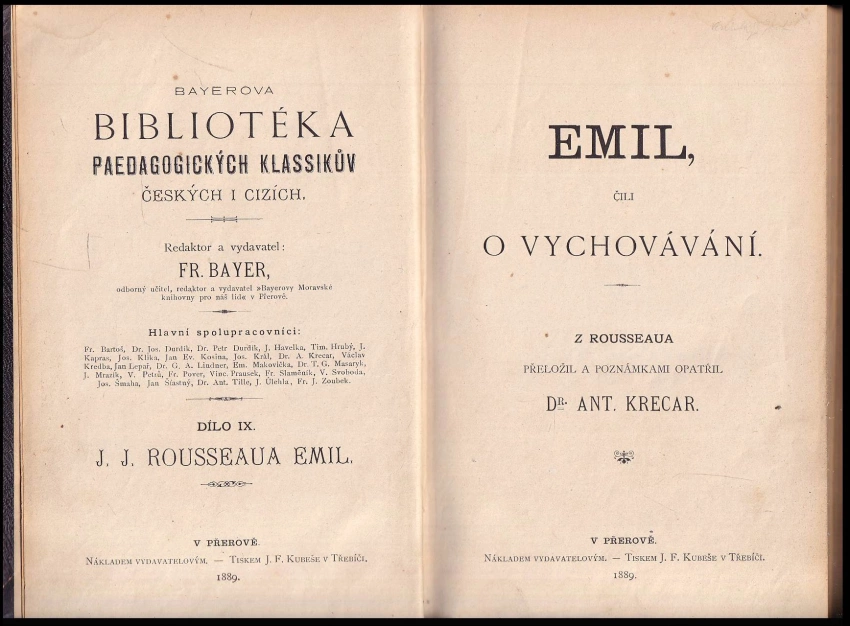 BAYEROVA
BIBLIOTÉKA
PAEDAGOGICKÝCH KLASSIKŮV
ČESKÝCH I CIZÍCH.
Redaktor a vydavatel:
FR. BAYER,
odborný učitel, redaktor a vydavatel »Bayerovy Moravské
knihovny pro náš lid« v Přerově.
Hlavní spolupracovníci:
Fr. Bartoš, Dr. Jos. Durdík, Dr. Petr Durdík, J. Havelka, Tim. Hrubý, J.
Kapras, Jos. Klika, Jan Ev. Kosina, Jos. Král, Dr. A. Krecar, Václav
Kredba, Jan Lepař, Dr. G. A. Lindner, Em. Makovička, Dr. T. G. Masaryk,
J. Mrazík, V. Petrů, Fr. Pover, Vinc. Prausek, Fr. Slaměník, V. Svoboda,
Jos. Šmaha, Jan Šťastný, Dr. Ant. Tille, J. Úlehla, Fr. J. Zoubek.
DÍLO IX.
J. J. ROUSSEAUA EMIL.
V PŘEROVĚ.
NÁKLADEM VYDAVATELOVÝM. — TISKEM J. F. KUBEŠE V TŘEBÍČI.
1889.
EMIL,
ČILI
O VYCHOVÁVÁNÍ.
Z ROUSSEAUA
PŘELOŽIL A POZNÁMKAMI OPATŘIL
DR. ANT. KRECAR.
V PŘEROVĚ.
NÁKLADEM VYDAVATELOVÝM. — TISKEM J. F. KUBEŠE V TŘEBÍČI.
1889.